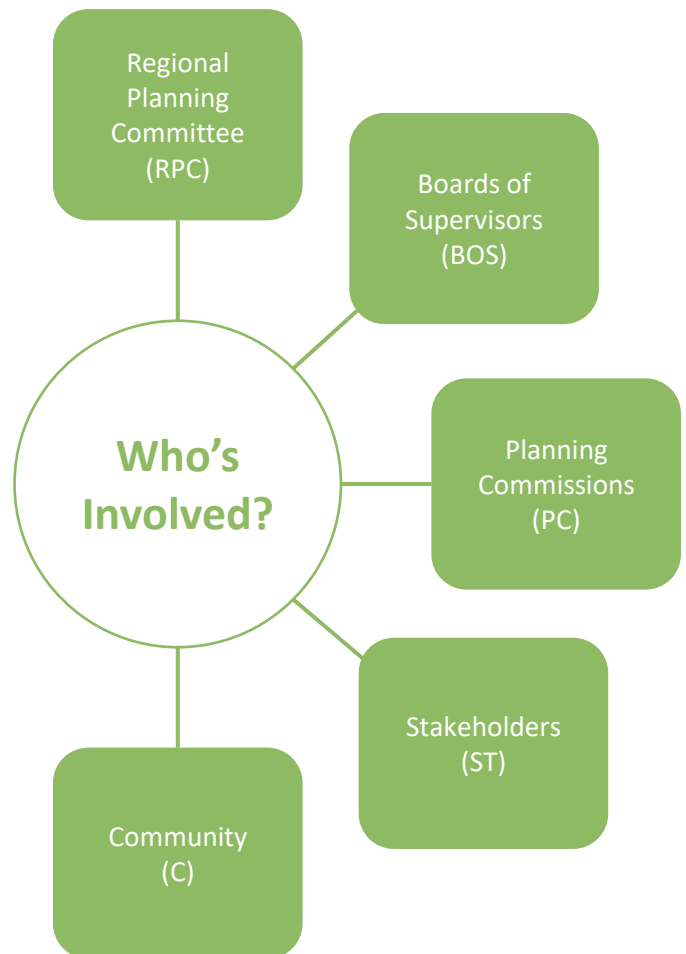 Regional
Planning
Committee
(RPC)
Boards of
Supervisors
(BOS)
Who’s
Involved?
Planning
Commissions
(PC)
Stakeholders
(ST)
Community
(C)